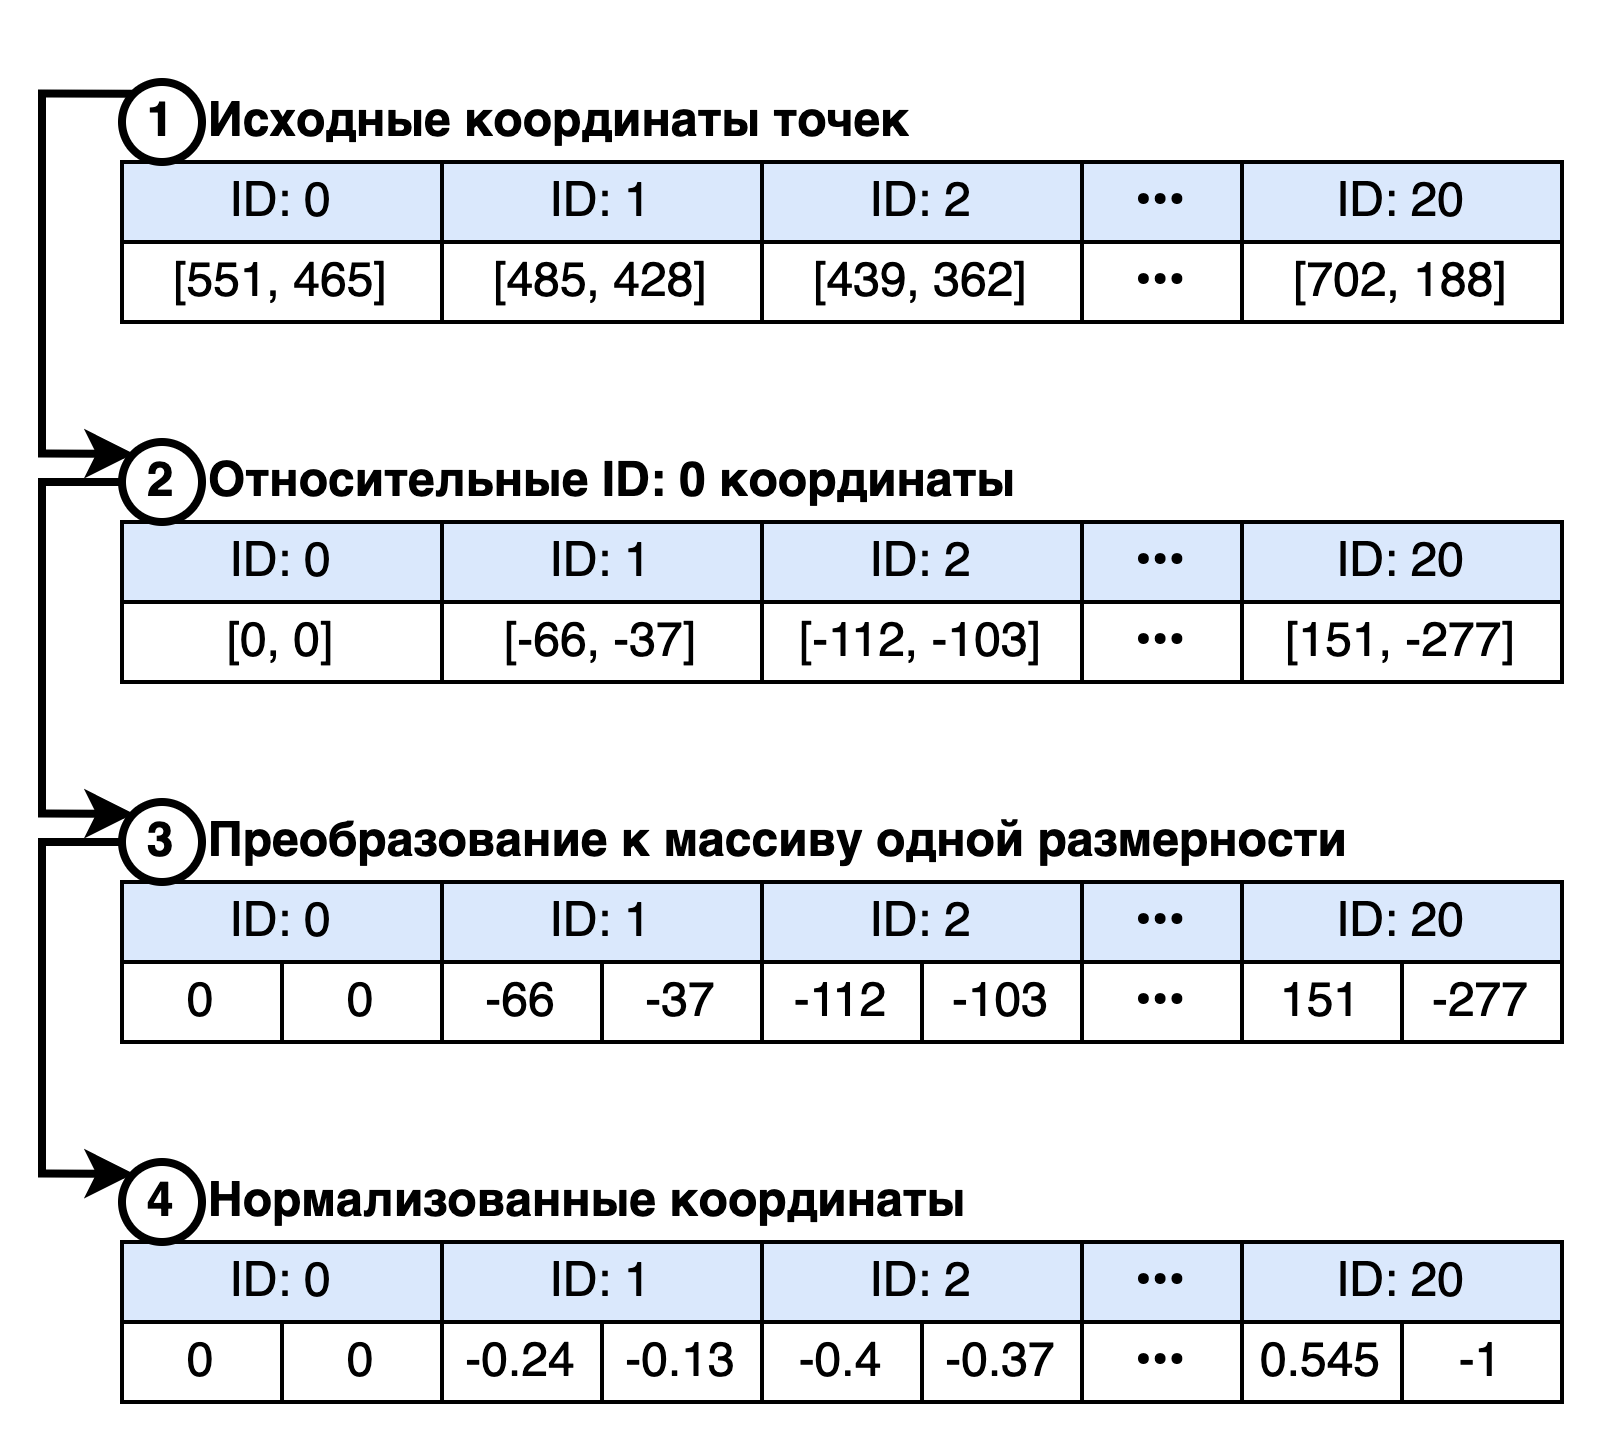 1 Исходные координаты точек
ID: 0 ID: 1 ID: 2 ••• ID: 20
[551, 465] [485, 428] [439, 362] ••• [702, 188]
2 Относительные ID: 0 координаты
ID: 0 ID: 1 ID: 2 ••• ID: 20
[0, 0] [-66, -37] [-112, -103] ••• [151, -277]
3 Преобразование к массиву одной размерности
ID: 0 ID: 1 ID: 2 ••• ID: 20
0 0 -66 -37 -112 -103 ••• 151 -277
4 Нормализованные координаты
ID: 0 ID: 1 ID: 2 ••• ID: 20
0 0 -0.24 -0.13 -0.4 -0.37 ••• 0.545 -1